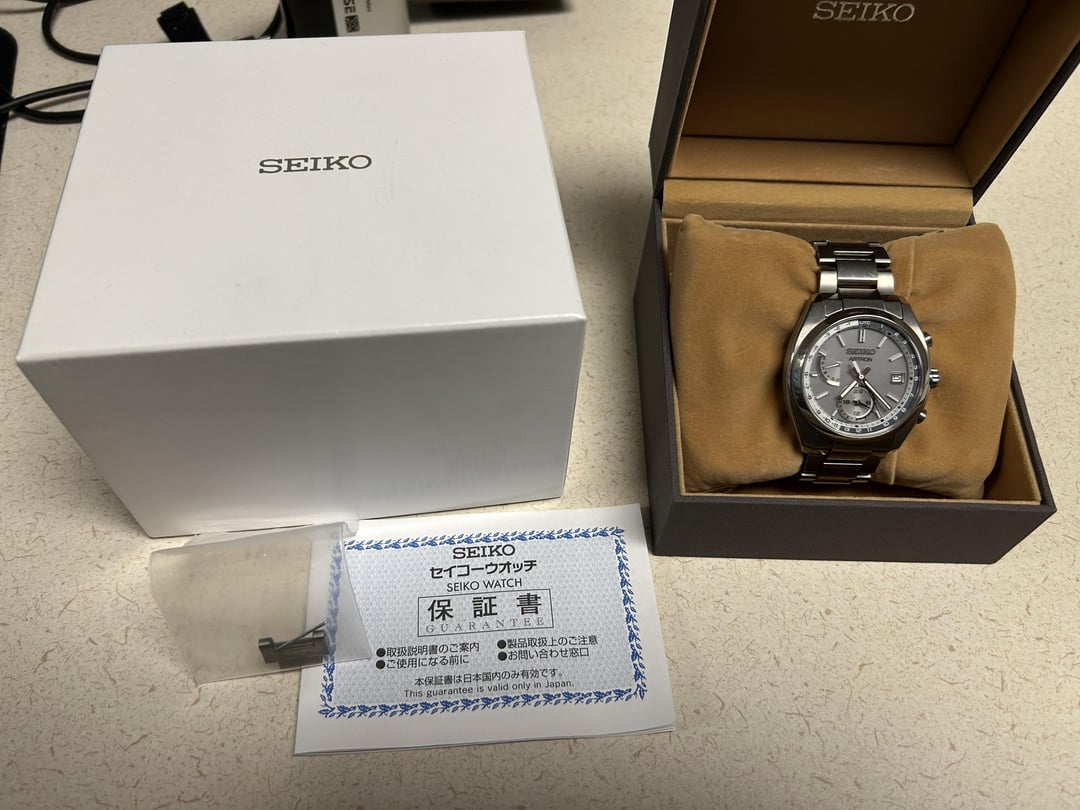 SEIKO
SEIKO
SEIKO
ASTRON
SEIKO
セイコーウオッチ
SEIKO WATCH
保証書
GUARANTEE
●取扱説明書のご案内 ●製品取扱上のご注意
●ご使用になる前に ●お問い合わせ窓口
本保証書は日本国内のみ有効です。
This guarantee is valid only in Japan.